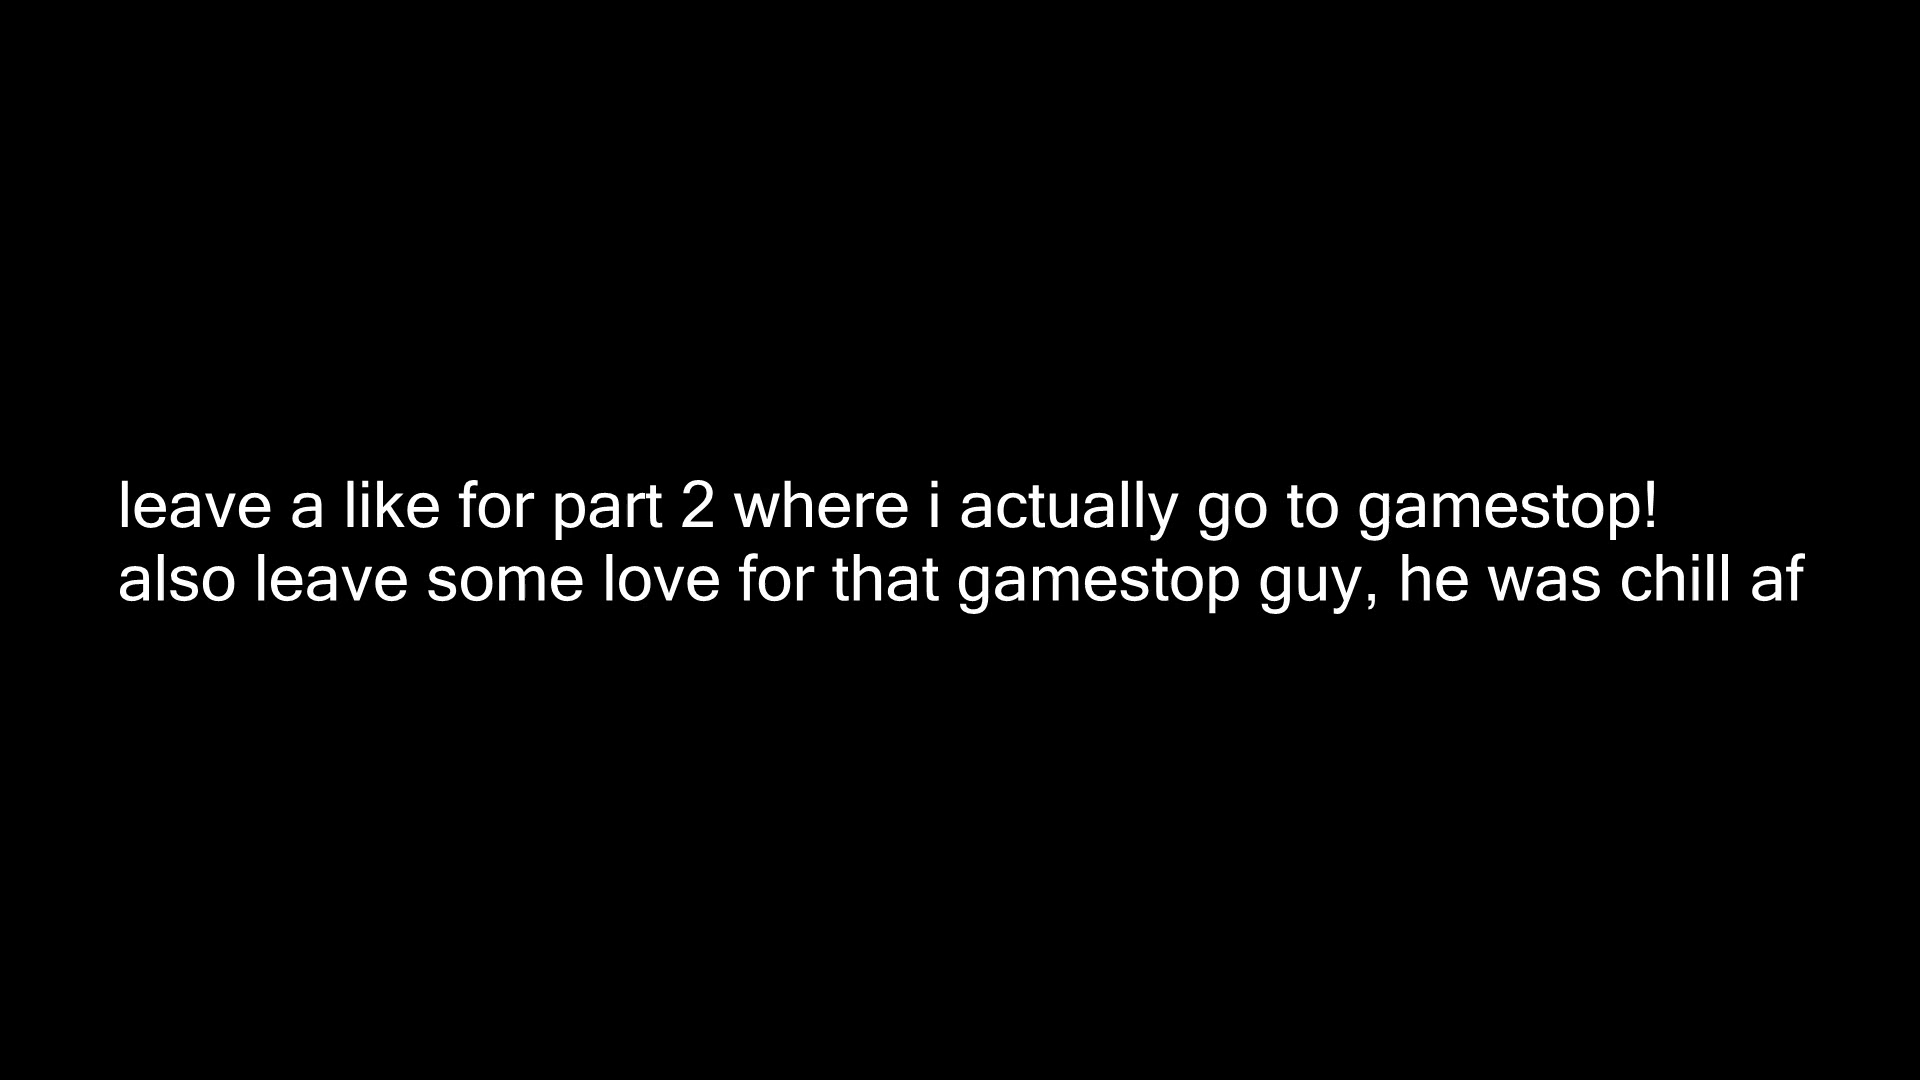 leave a like for part 2 where i actually go to gamestop!
also leave some love for that gamestop guy, he was chill af